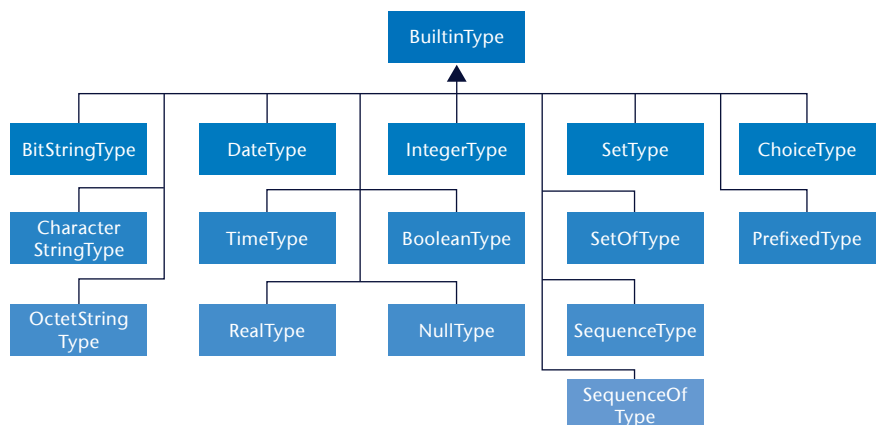 BuiltinType
BitStringType
DateType
IntegerType
SetType
ChoiceType
Character
StringType
TimeType
BooleanType
SetOfType
PrefixedType
OctetString
Type
RealType
NullType
SequenceType
SequenceOf
Type